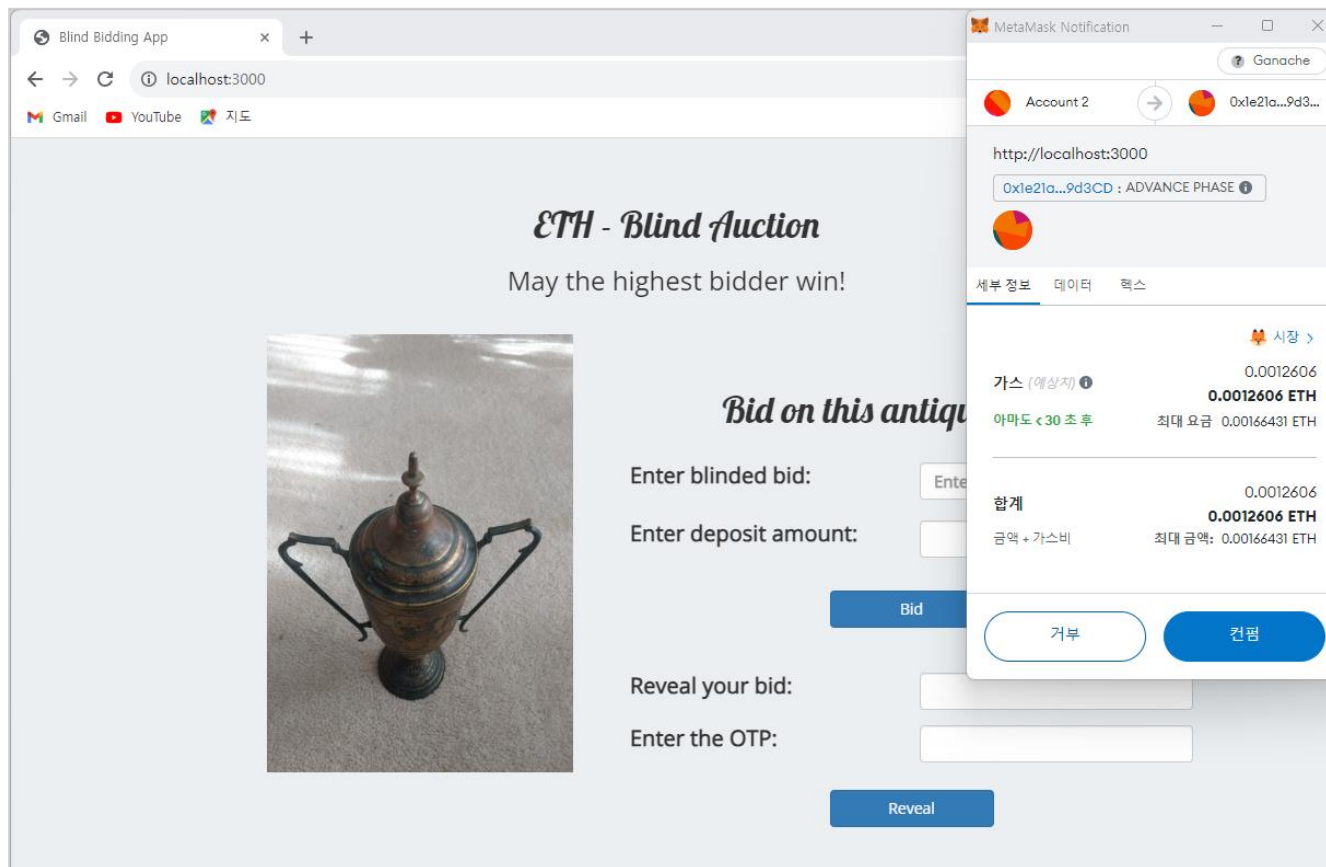 Blind Bidding App
localhost:3000
Gmail YouTube 지도
ETH - Blind Auction
May the highest bidder win!
Bid on this antiqu
Enter blinded bid:
Ente
Enter deposit amount:
Bid
Reveal your bid:
Enter the OTP:
Reveal
MetaMask Notification
Ganache
Account 2 0x1e21a...9d3...
http://localhost:3000
0x1e21a...9d3CD : ADVANCE PHASE
세부 정보 데이터 헥스
시장 >
0.0012606
가스 (예상치) 0.0012606 ETH
아마도 < 30 초 후 최대 요금 0.00166431 ETH
0.0012606
합계 0.0012606 ETH
금액 + 가스비 최대 금액: 0.00166431 ETH
거부 컨펌